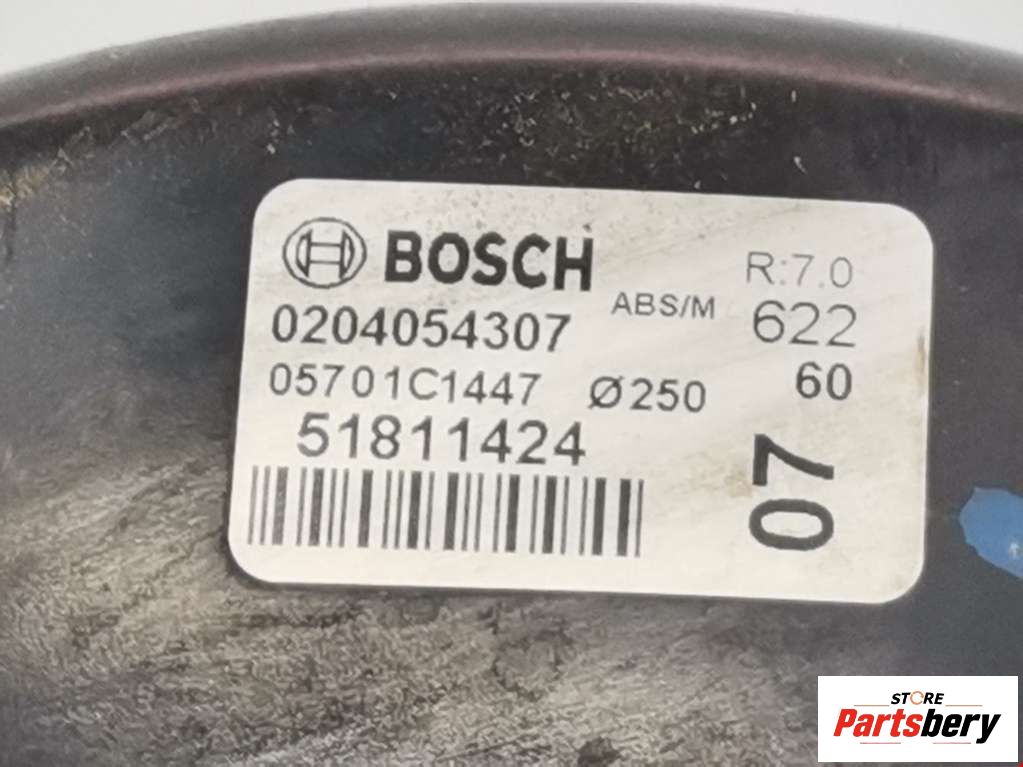 BOSCH
R:7.0
0204054307
ABS/M
622
05701C1447 Ø250
60
51811424
07
STORE
Partsbery